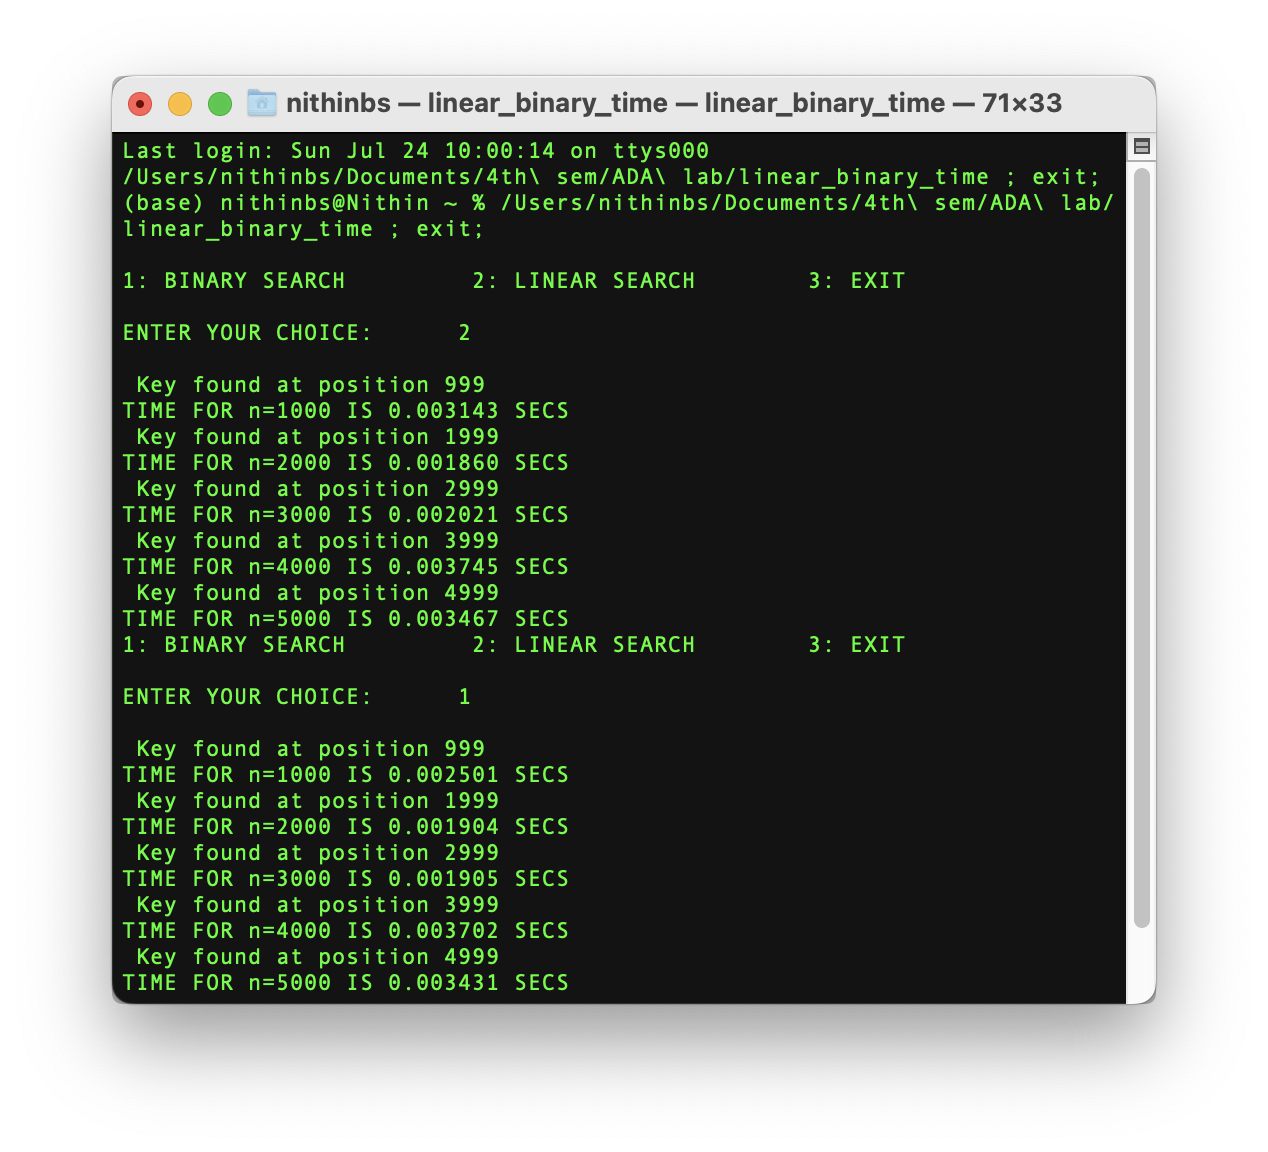 nithinbs — linear_binary_time — linear_binary_time — 71×33
Last login: Sun Jul 24 10:00:14 on ttys000
/Users/nithinbs/Documents/4th\ sem/ADA\ lab/linear_binary_time ; exit;
(base) nithinbs@Nithin ~ % /Users/nithinbs/Documents/4th\ sem/ADA\ lab/
linear_binary_time ; exit;
1: BINARY SEARCH 2: LINEAR SEARCH 3: EXIT
ENTER YOUR CHOICE: 2
Key found at position 999
TIME FOR n=1000 IS 0.003143 SECS
Key found at position 1999
TIME FOR n=2000 IS 0.001860 SECS
Key found at position 2999
TIME FOR n=3000 IS 0.002021 SECS
Key found at position 3999
TIME FOR n=4000 IS 0.003745 SECS
Key found at position 4999
TIME FOR n=5000 IS 0.003467 SECS
1: BINARY SEARCH 2: LINEAR SEARCH 3: EXIT
ENTER YOUR CHOICE: 1
Key found at position 999
TIME FOR n=1000 IS 0.002501 SECS
Key found at position 1999
TIME FOR n=2000 IS 0.001904 SECS
Key found at position 2999
TIME FOR n=3000 IS 0.001905 SECS
Key found at position 3999
TIME FOR n=4000 IS 0.003702 SECS
Key found at position 4999
TIME FOR n=5000 IS 0.003431 SECS